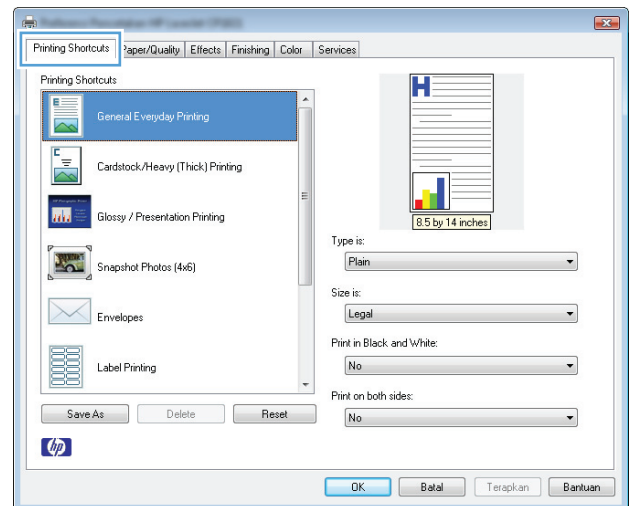 Printing Shortcuts
Paper/Quality
Effects
Finishing
Color
Services
Printing Shortcuts
E
General Everyday Printing
C
Cardstock/Heavy (Thick) Printing
Glossy / Presentation Printing
Snapshot Photos (4x6)
Envelopes
Label Printing
Save As
Delete
Reset
hp
H
8.5 by 14 inches
Type is:
Plain
Size is:
Legal
Print in Black and White:
No
Print on both sides:
No
OK
Batal
Terapkan
Bantuan